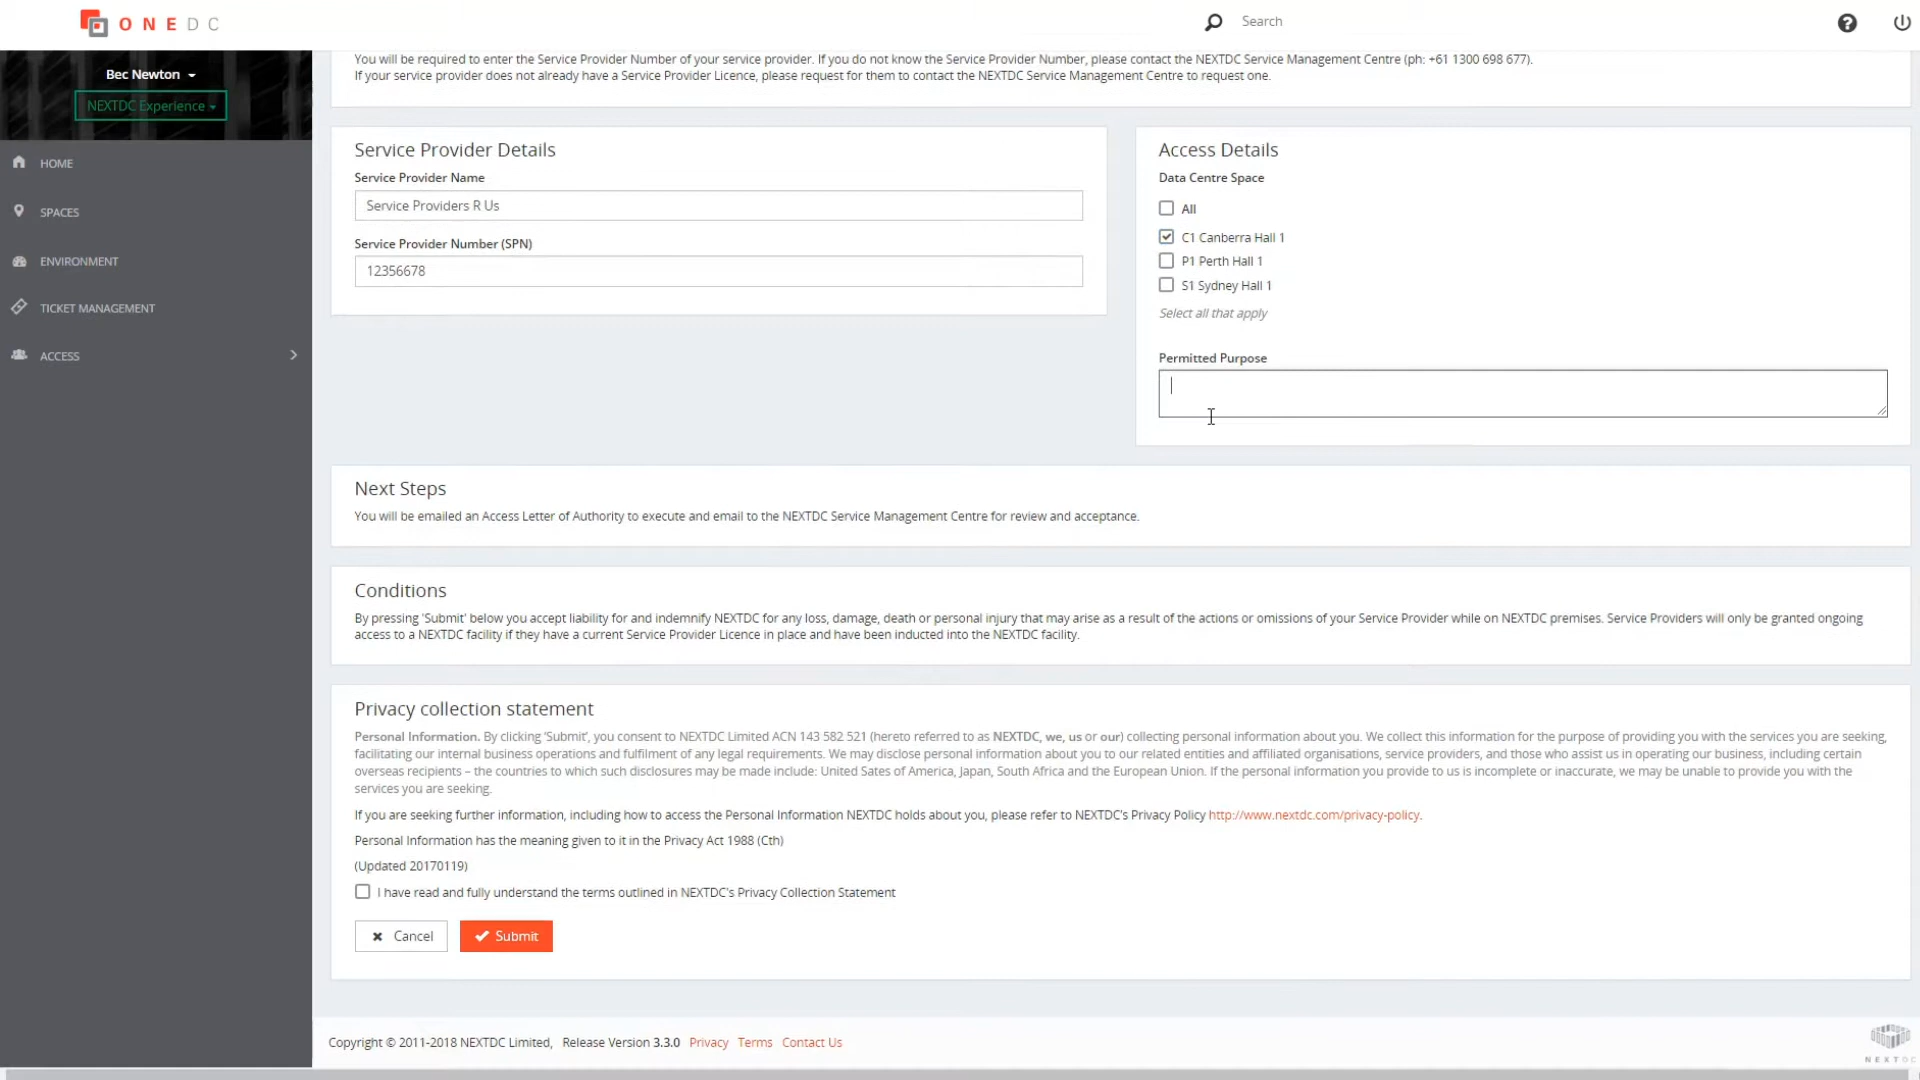 ONEDC
Search
Bec Newton
NEXTDC Experience
HOME
SPACES
ENVIRONMENT
TICKET MANAGEMENT
ACCESS
You will be required to enter the Service Provider Number of your service provider. If you do not know the Service Provider Number, please contact the NEXTDC Service Management Centre (ph: +61 1300 698 677).
If your service provider does not already have a Service Provider Licence, please request for them to contact the NEXTDC Service Management Centre to request one.
Service Provider Details
Service Provider Name
Service Providers R Us
Service Provider Number (SPN)
12356678
Access Details
Data Centre Space
All
C1 Canberra Hall 1
P1 Perth Hall 1
S1 Sydney Hall 1
Select all that apply
Permitted Purpose
Next Steps
You will be emailed an Access Letter of Authority to execute and email to the NEXTDC Service Management Centre for review and acceptance.
Conditions
By pressing 'Submit' below you accept liability for and indemnify NEXTDC for any loss, damage, death or personal injury that may arise as a result of the actions or omissions of your Service Provider while on NEXTDC premises. Service Providers will only be granted ongoing
access to a NEXTDC facility if they have a current Service Provider Licence in place and have been inducted into the NEXTDC facility.
Privacy collection statement
Personal Information. By clicking 'Submit', you consent to NEXTDC Limited ACN 143 582 521 (hereto referred to as NEXTDC, we, us or our) collecting personal information about you. We collect this information for the purpose of providing you with the services you are seeking,
facilitating our internal business operations and fulfilment of any legal requirements. We may disclose personal information about you to our related entities and affiliated organisations, service providers, and those who assist us in operating our business, including certain
overseas recipients – the countries to which such disclosures may be made include: United Sates of America, Japan, South Africa and the European Union. If the personal information you provide to us is incomplete or inaccurate, we may be unable to provide you with the
services you are seeking.
If you are seeking further information, including how to access the Personal Information NEXTDC holds about you, please refer to NEXTDC's Privacy Policy http://www.nextdc.com/privacy-policy.
Personal Information has the meaning given to it in the Privacy Act 1988 (Cth)
(Updated 20170119)
I have read and fully understand the terms outlined in NEXTDC's Privacy Collection Statement
Cancel
Submit
Copyright © 2011-2018 NEXTDC Limited, Release Version 3.3.0 Privacy Terms Contact Us
NEXTDC